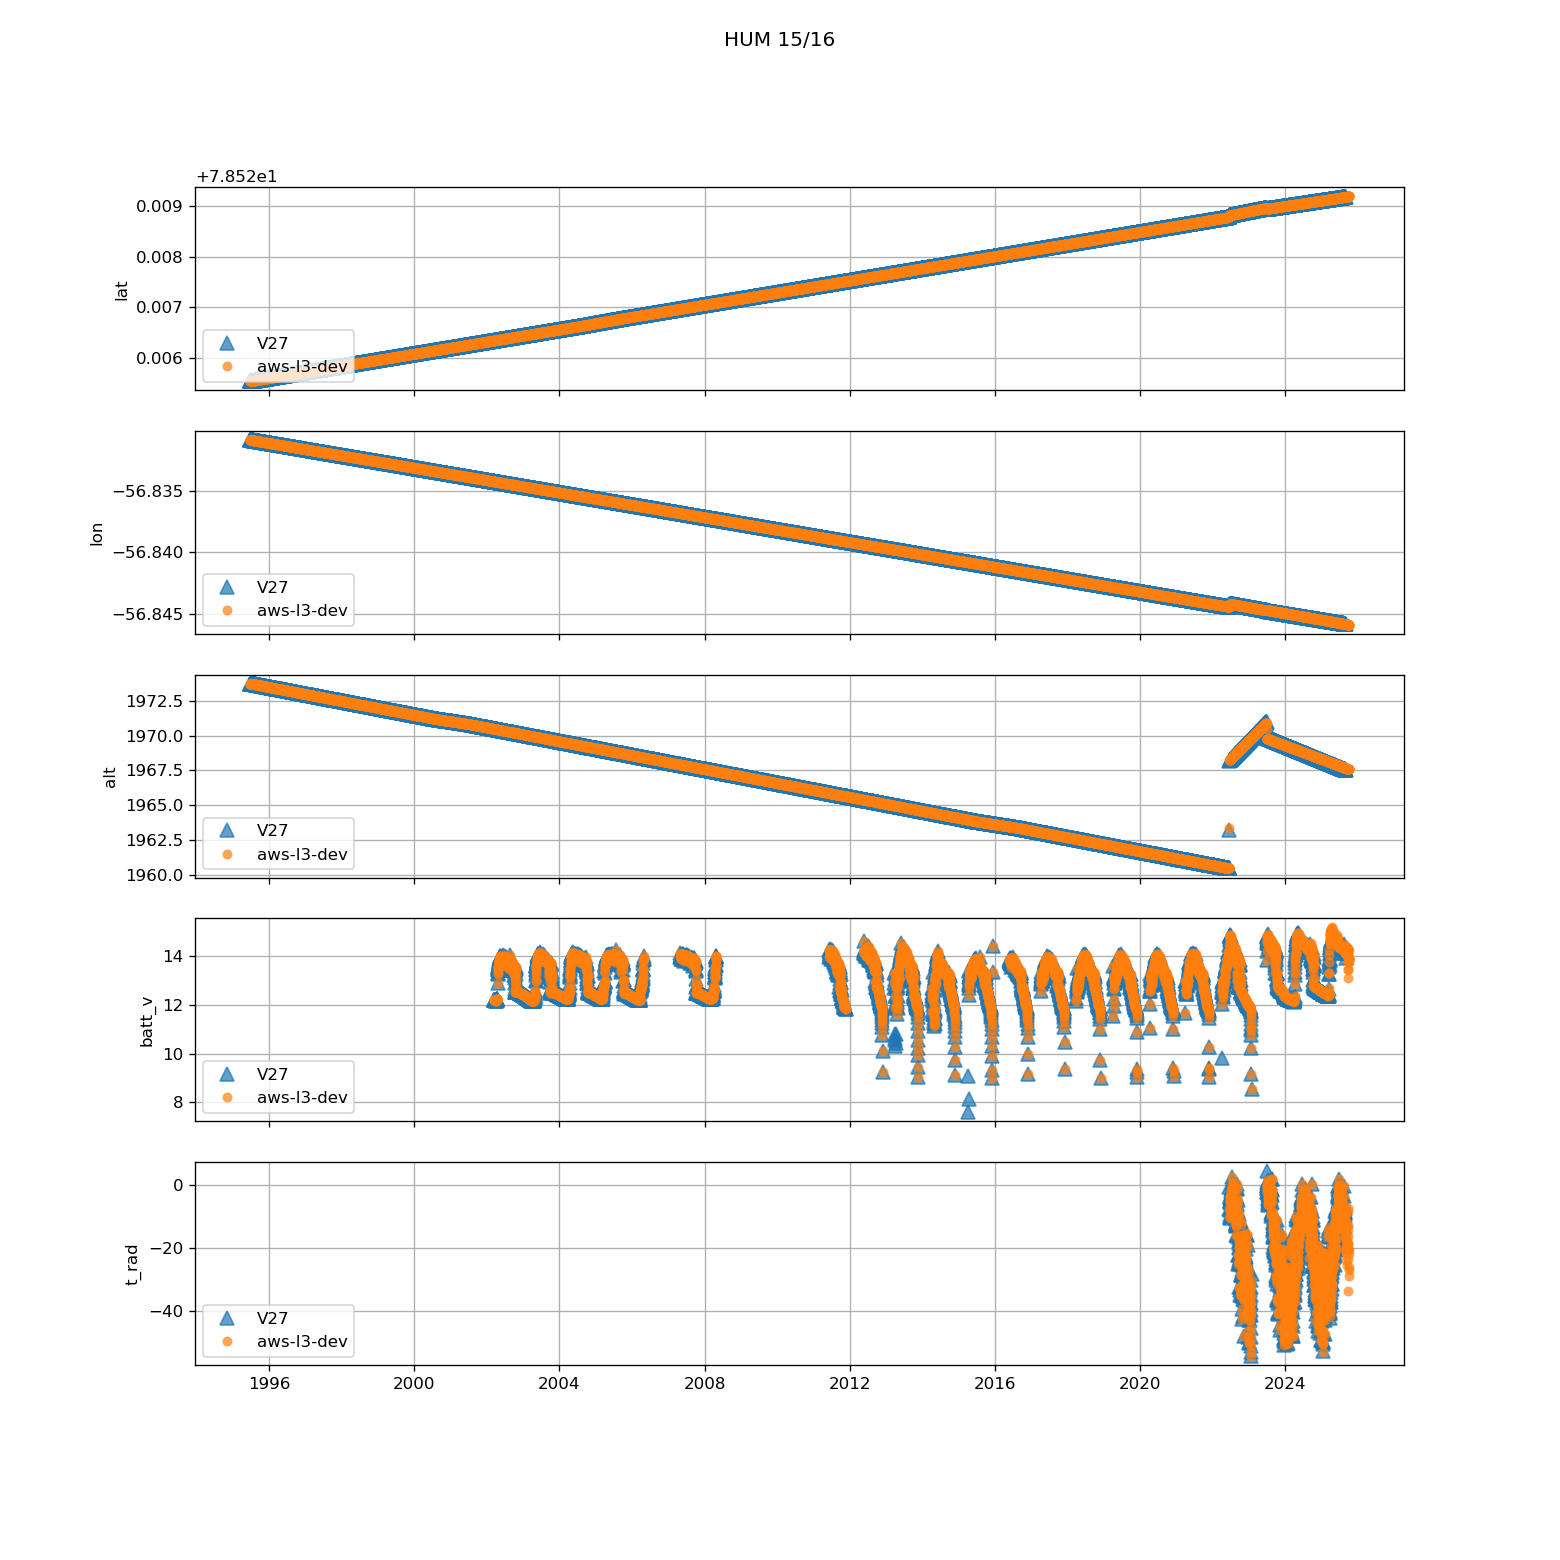 HUM 15/16
+7.852e1
0.009
0.008
0.007
0.006
lat
V27
aws-l3-dev
−56.835
−56.840
−56.845
lon
V27
aws-l3-dev
1972.5
1970.0
1967.5
1965.0
1962.5
1960.0
alt
V27
aws-l3-dev
14
12
10
8
batt_v
V27
aws-l3-dev
0
−20
−40
t_rad
V27
aws-l3-dev
1996 2000 2004 2008 2012 2016 2020 2024